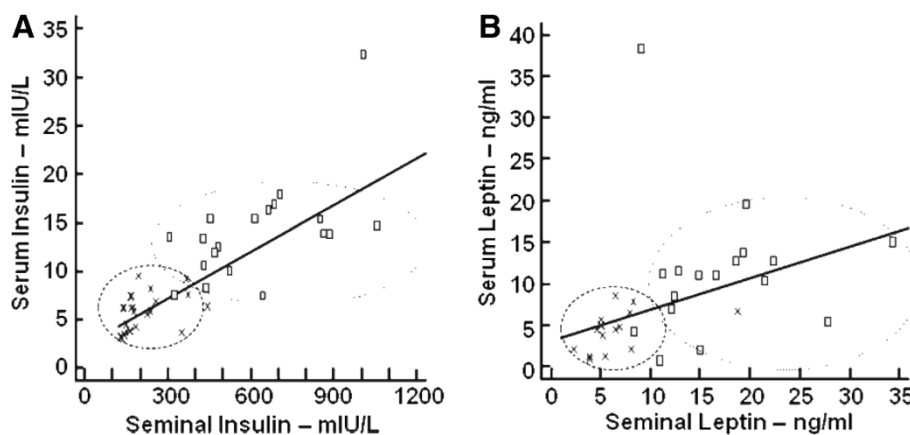 A
35
30
25
20
15
10
5
0
Serum Insulin – mIU/L
0 300 600 900 1200
Seminal Insulin – mIU/L
B
40
35
30
25
20
15
10
5
0
Serum Leptin – ng/ml
0 5 10 15 20 25 30 35
Seminal Leptin – ng/ml